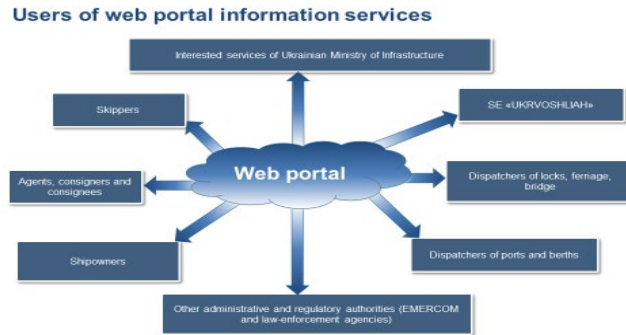 Users of web portal information services
Interested services of Ukrainian Ministry of Infrastructure
Skippers
SE «UKRVOSHLIAH»
Web portal
Agents, consigners and
consignees
Dispatchers of locks, ferriage,
bridge
Shipowners
Dispatchers of ports and berths
Other administrative and regulatory authorities (EMERCOM
and law-enforcement agencies)